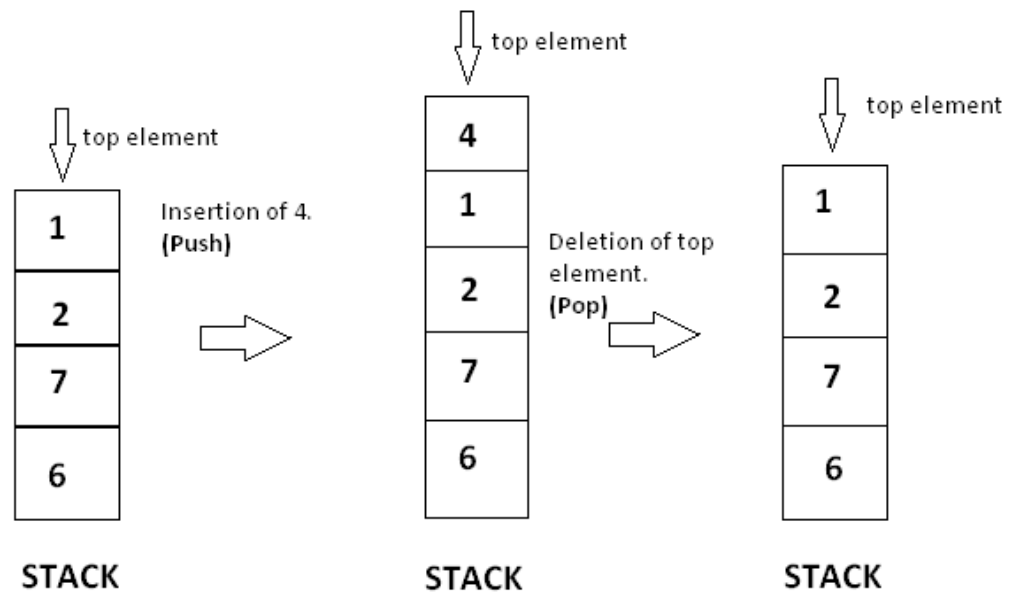 top element
1
2
7
6
STACK
Insertion of 4.
(Push)
top element
4
1
2
7
6
STACK
Deletion of top
element.
(Pop)
top element
1
2
7
6
STACK